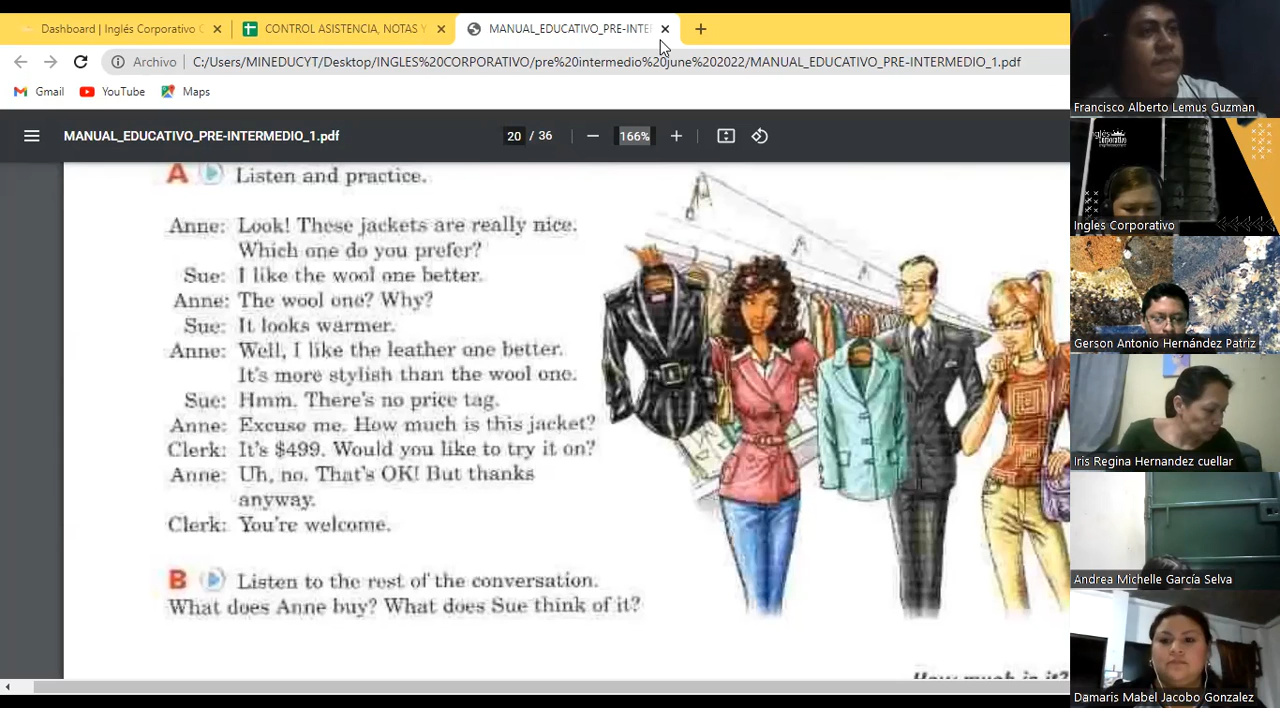 Dashboard | Inglés Corporativo C
CONTROL ASISTENCIA, NOTAS Y
MANUAL_EDUCATIVO_PRE-INTER
Archivo
C:/Users/MINEDUCYT/Desktop/INGLES%20CORPORATIVO/pre%20intermedio%20june%202022/MANUAL_EDUCATIVO_PRE-INTERMEDIO_1.pdf
Gmail
YouTube
Maps
MANUAL_EDUCATIVO_PRE-INTERMEDIO_1.pdf
20 / 36
166%
A Listen and practice.
Anne: Look! These jackets are really nice.
Which one do you prefer?
Sue: I like the wool one better.
Anne: The wool one? Why?
Sue: It looks warmer.
Anne: Well, I like the leather one better.
It's more stylish than the wool one.
Sue: Hmm. There's no price tag.
Anne: Excuse me. How much is this jacket?
Clerk: It's $499. Would you like to try it on?
Anne: Uh, no. That's OK! But thanks
anyway.
Clerk: You're welcome.
B Listen to the rest of the conversation.
What does Anne buy? What does Sue think of it?
How much is it?
Francisco Alberto Lemus Guzman
Inglés
Corporativo
Ingles Corporativo
Gerson Antonio Hernández Patriz
Iris Regina Hernandez cuellar
Andrea Michelle García Selva
Damaris Mabel Jacobo Gonzalez